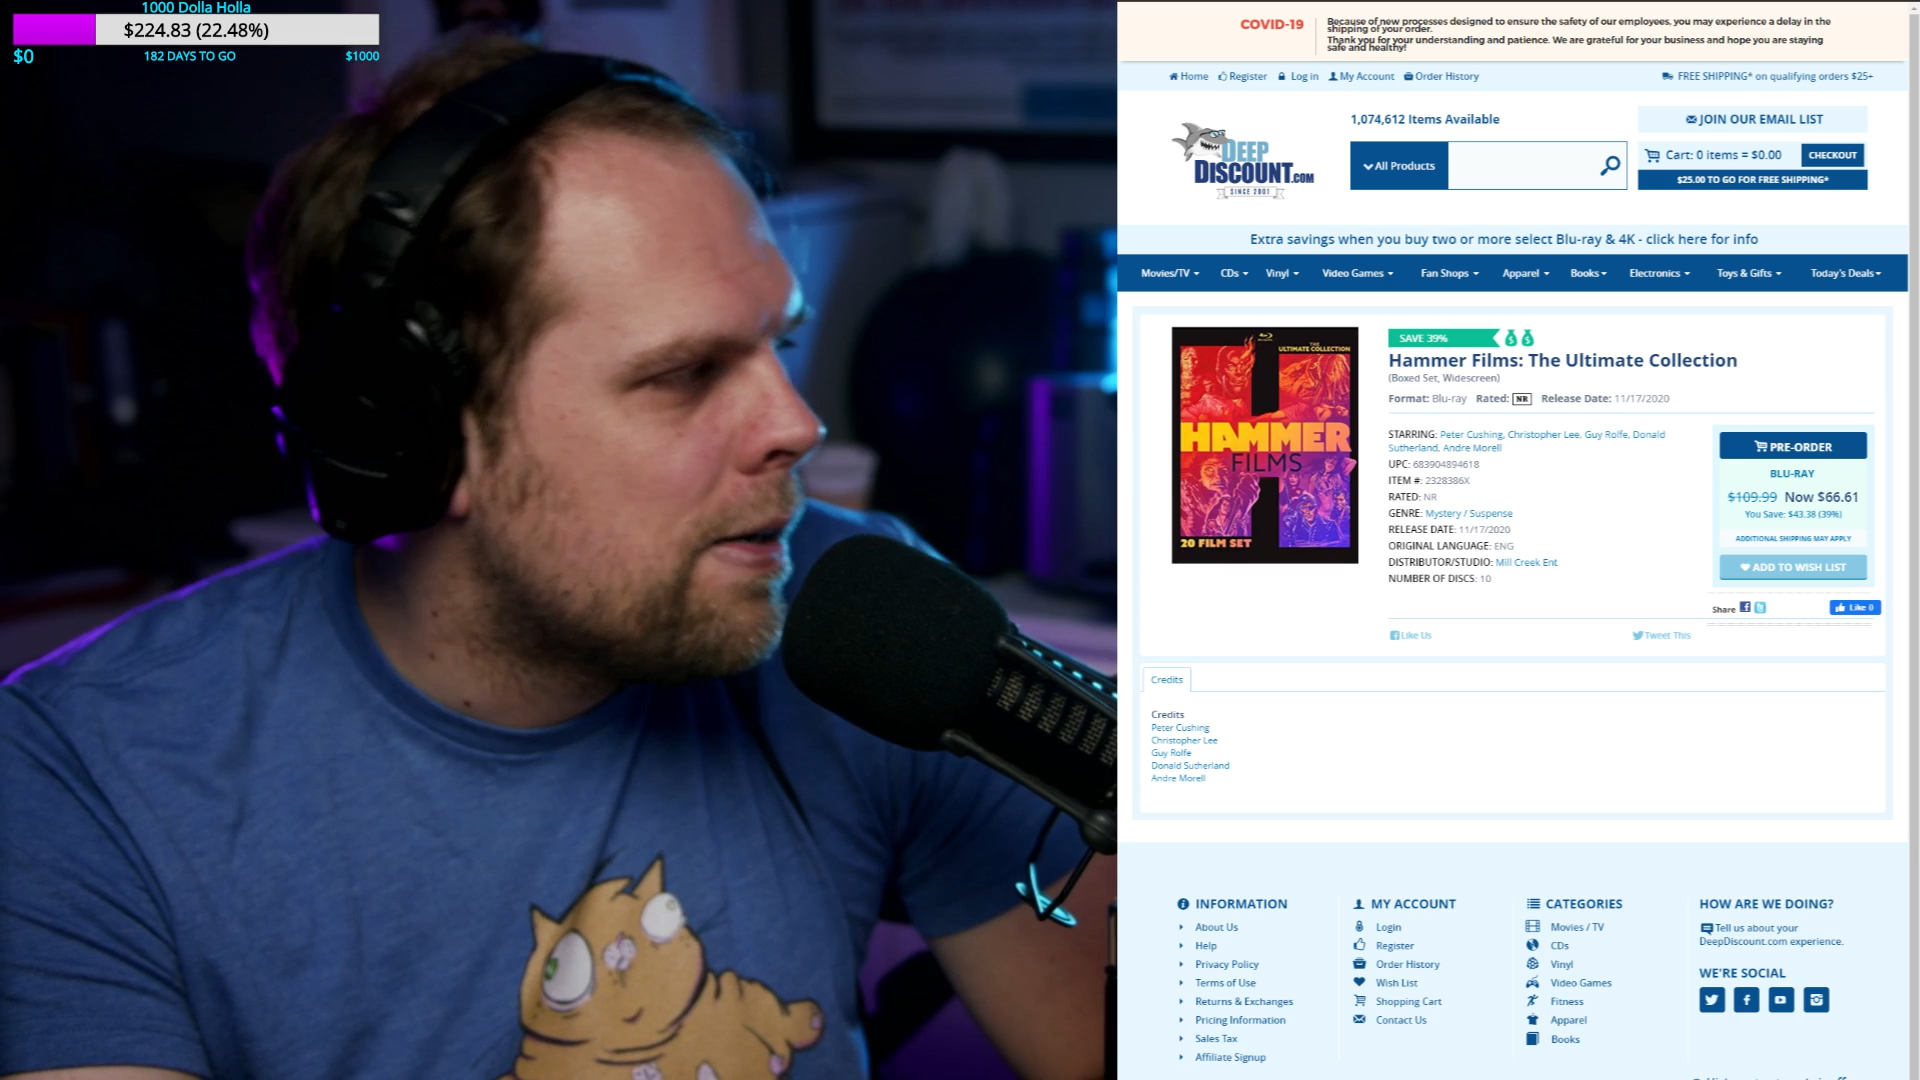 1000 Dolla Holla
$224.83 (22.48%)
$0
182 DAYS TO GO
$1000
COVID-19
Because of new processes designed to ensure the safety of our employees, you may experience a delay in the
shipping of your order.
Thank you for your understanding and patience. We are grateful for your business and hope you are staying
safe and healthy!
Home Register Log in My Account Order History
FREE SHIPPING* on qualifying orders $25+
DEEP
DISCOUNT.COM
SINCE 2001
1,074,612 Items Available
All Products
JOIN OUR EMAIL LIST
Cart: 0 items = $0.00
CHECKOUT
$25.00 TO GO FOR FREE SHIPPING*
Extra savings when you buy two or more select Blu-ray & 4K - click here for info
Movies/TV CDs Vinyl Video Games Fan Shops Apparel Books Electronics Toys & Gifts Today's Deals
THE
ULTIMATE COLLECTION
HAMMER
FILMS
20 FILM SET
SAVE 39%
Hammer Films: The Ultimate Collection
(Boxed Set, Widescreen)
Format: Blu-ray Rated: NR Release Date: 11/17/2020
STARRING: Peter Cushing, Christopher Lee, Guy Rolfe, Donald
Sutherland, Andre Morell
UPC: 683904894618
ITEM #: 2328386X
RATED: NR
GENRE: Mystery / Suspense
RELEASE DATE: 11/17/2020
ORIGINAL LANGUAGE: ENG
DISTRIBUTOR/STUDIO: Mill Creek Ent
NUMBER OF DISCS: 10
PRE-ORDER
BLU-RAY
$109.99 Now $66.61
You Save: $43.38 (39%)
ADDITIONAL SHIPPING MAY APPLY
ADD TO WISH LIST
Share
Like 0
Like Us
Tweet This
Credits
Credits
Peter Cushing
Christopher Lee
Guy Rolfe
Donald Sutherland
Andre Morell
INFORMATION
About Us
Help
Privacy Policy
Terms of Use
Returns & Exchanges
Pricing Information
Sales Tax
Affiliate Signup
MY ACCOUNT
Login
Register
Order History
Wish List
Shopping Cart
Contact Us
CATEGORIES
Movies / TV
CDs
Vinyl
Video Games
Fitness
Apparel
Books
HOW ARE WE DOING?
Tell us about your
DeepDiscount.com experience.
WE'RE SOCIAL